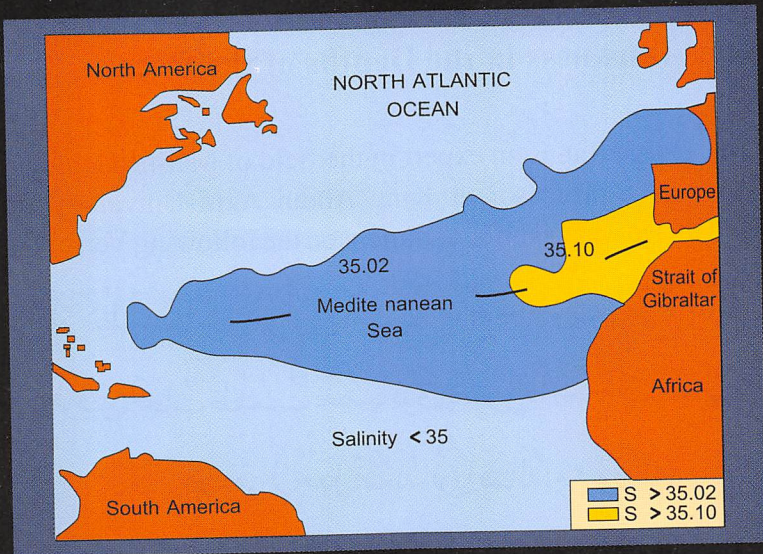 North America
NORTH ATLANTIC
OCEAN
Europe
35.10
35.02
Strait of
Gibraltar
Medite nanean
Sea
Africa
Salinity < 35
South America
S > 35.02
S > 35.10